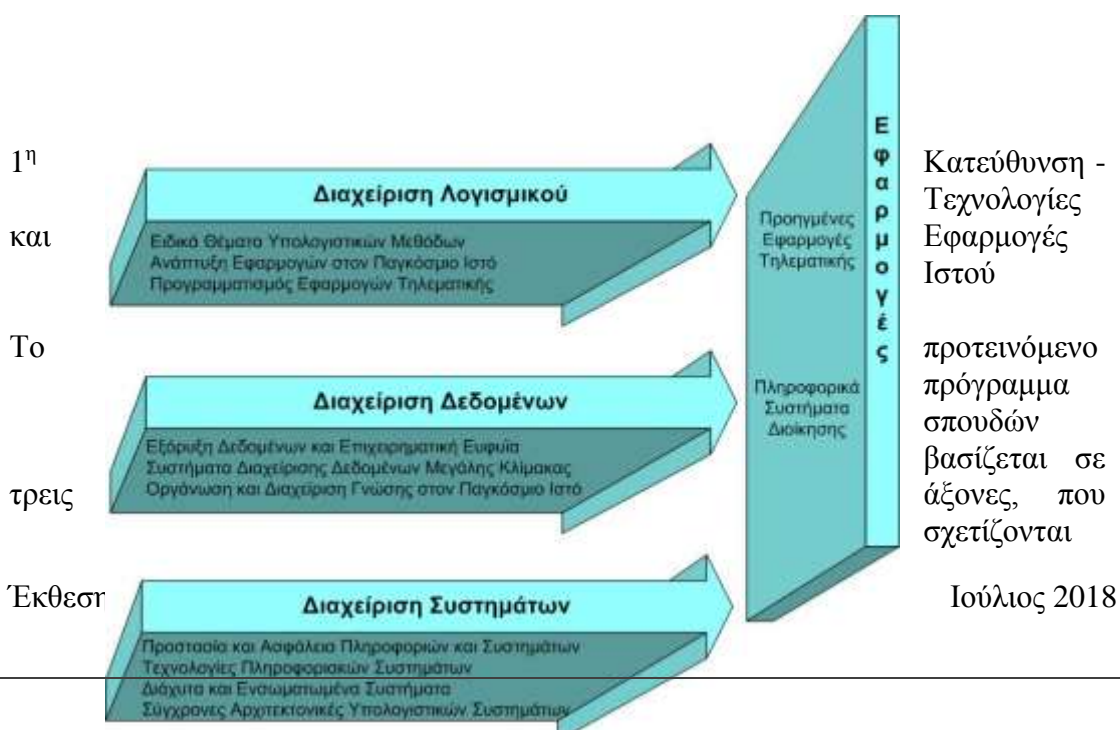 1η Κατεύθυνση -
Τεχνολογίες
και Εφαρμογές
Ιστού
Το προτεινόμενο
πρόγραμμα
σπουδών
βασίζεται σε
τρεις άξονες, που
σχετίζονται
Διαχείριση Λογισμικού
Ειδικά Θέματα Υπολογιστικών Μεθόδων
Ανάπτυξη Εφαρμογών στον Παγκόσμιο Ιστό
Προγραμματισμός Εφαρμογών Τηλεματικής
Διαχείριση Δεδομένων
Εξόρυξη Δεδομένων και Επιχειρηματική Ευφυΐα
Συστήματα Διαχείρισης Δεδομένων Μεγάλης Κλίμακας
Οργάνωση και Διαχείριση Γνώσης στον Παγκόσμιο Ιστό
Διαχείριση Συστημάτων
Προστασία και Ασφάλεια Πληροφοριών και Συστημάτων
Τεχνολογίες Πληροφοριακών Συστημάτων
Διάχυτα και Ενσωματωμένα Συστήματα
Σύγχρονες Αρχιτεκτονικές Υπολογιστικών Συστημάτων
Προηγμένες
Εφαρμογές
Τηλεματικής
Πληροφορικά
Συστήματα
Διοίκησης
Εφαρμογές
Έκθεση Ιούλιος 2018